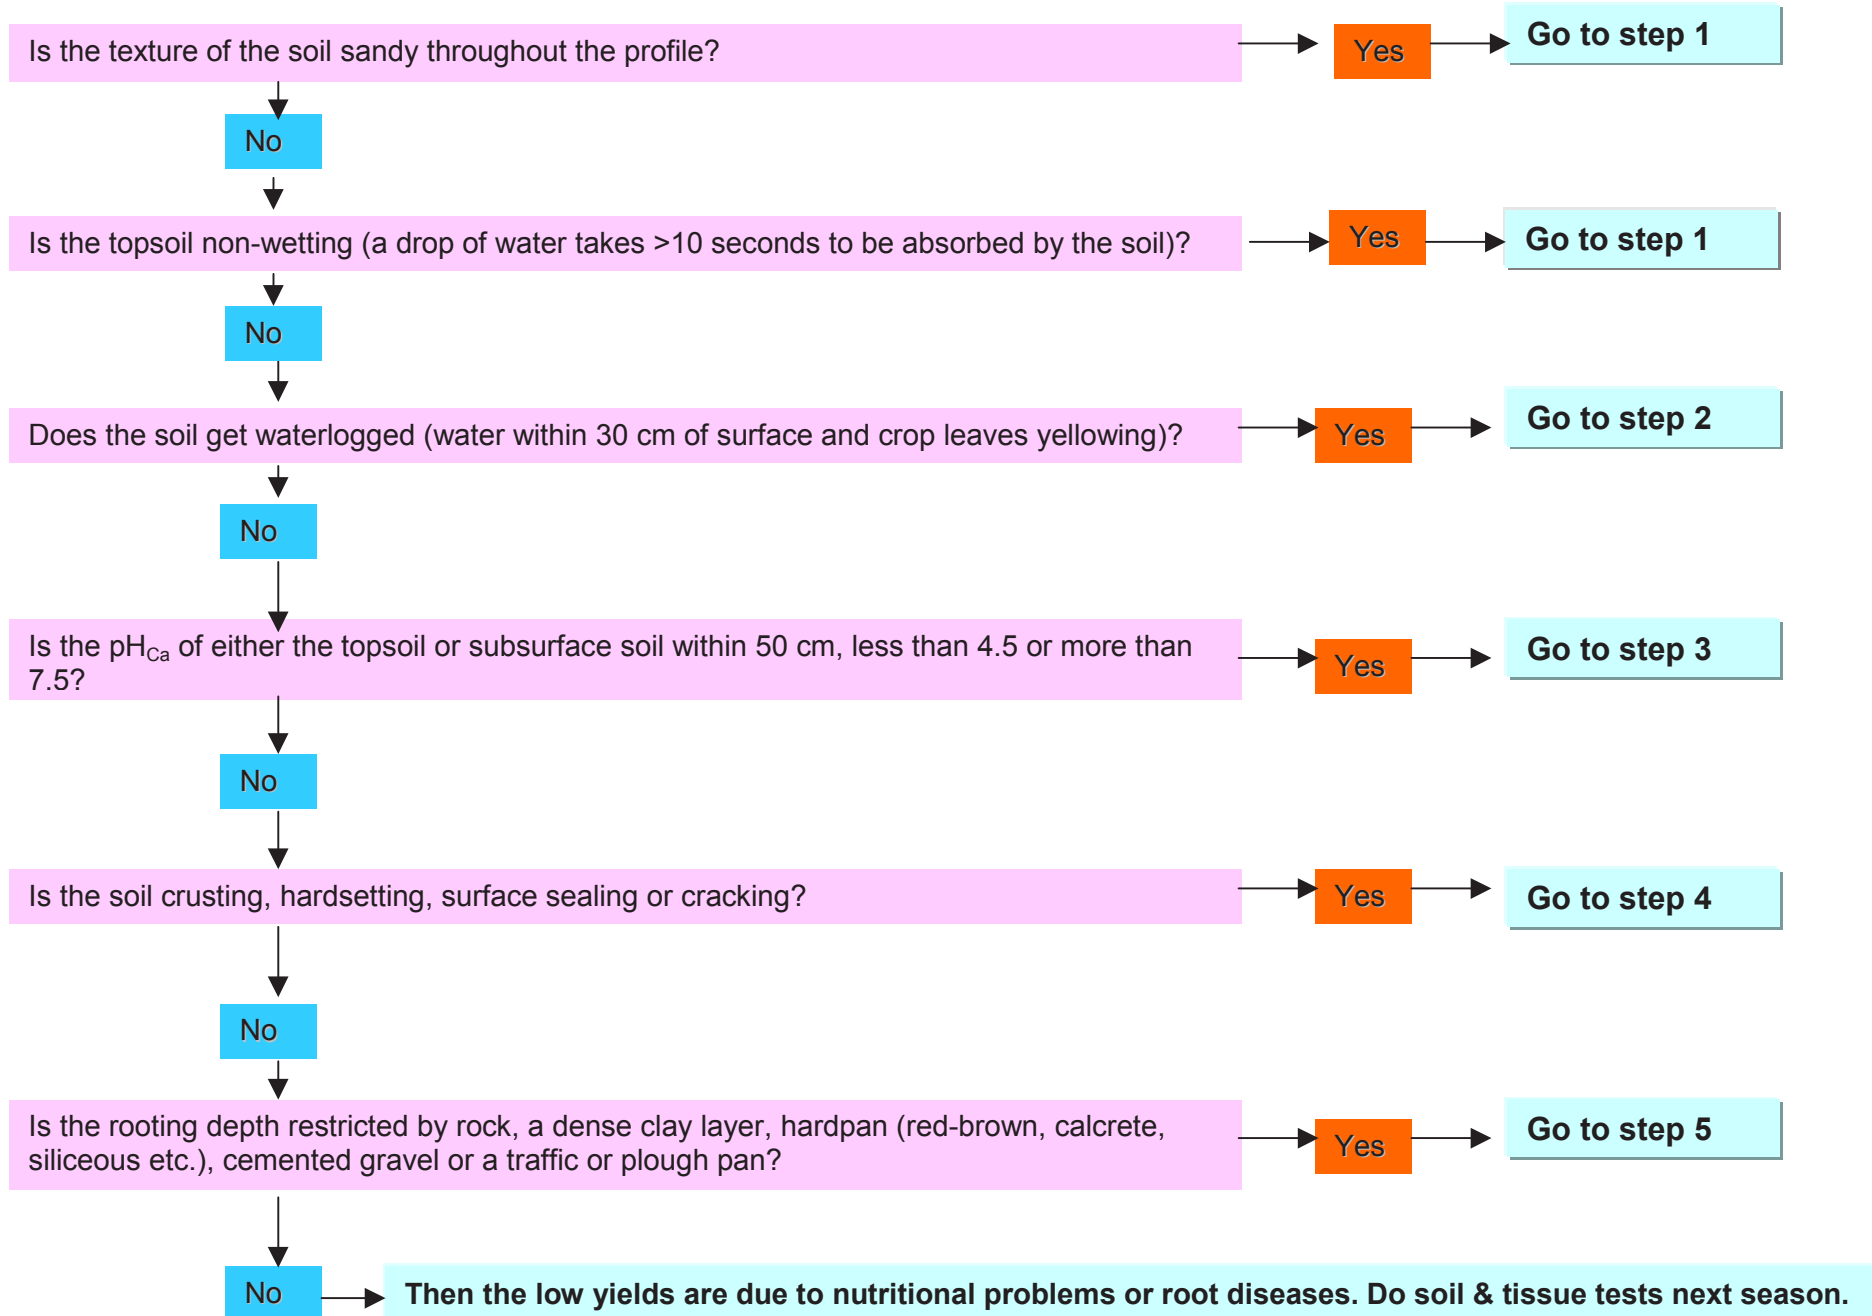 Is the texture of the soil sandy throughout the profile?
Yes
Go to step 1
No
Is the topsoil non-wetting (a drop of water takes >10 seconds to be absorbed by the soil)?
Yes
Go to step 1
No
Does the soil get waterlogged (water within 30 cm of surface and crop leaves yellowing)?
Yes
Go to step 2
No
Is the pHCa of either the topsoil or subsurface soil within 50 cm, less than 4.5 or more than
7.5?
Yes
Go to step 3
No
Is the soil crusting, hardsetting, surface sealing or cracking?
Yes
Go to step 4
No
Is the rooting depth restricted by rock, a dense clay layer, hardpan (red-brown, calcrete,
siliceous etc.), cemented gravel or a traffic or plough pan?
Yes
Go to step 5
No
Then the low yields are due to nutritional problems or root diseases. Do soil & tissue tests next season.